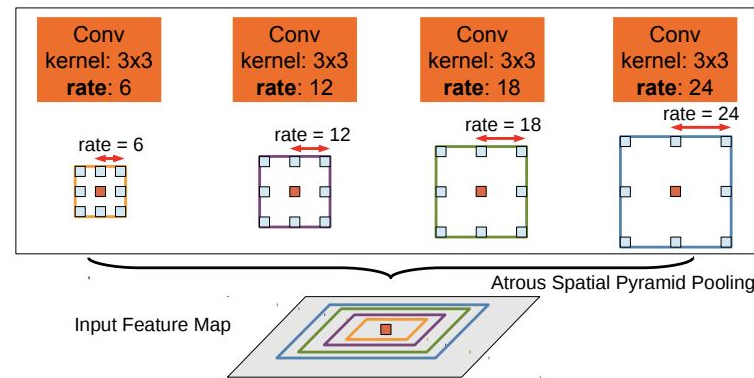 Conv
kernel: 3x3
rate: 6
Conv
kernel: 3x3
rate: 12
Conv
kernel: 3x3
rate: 18
Conv
kernel: 3x3
rate: 24
rate = 6
rate = 12
rate = 18
rate = 24
Atrous Spatial Pyramid Pooling
Input Feature Map